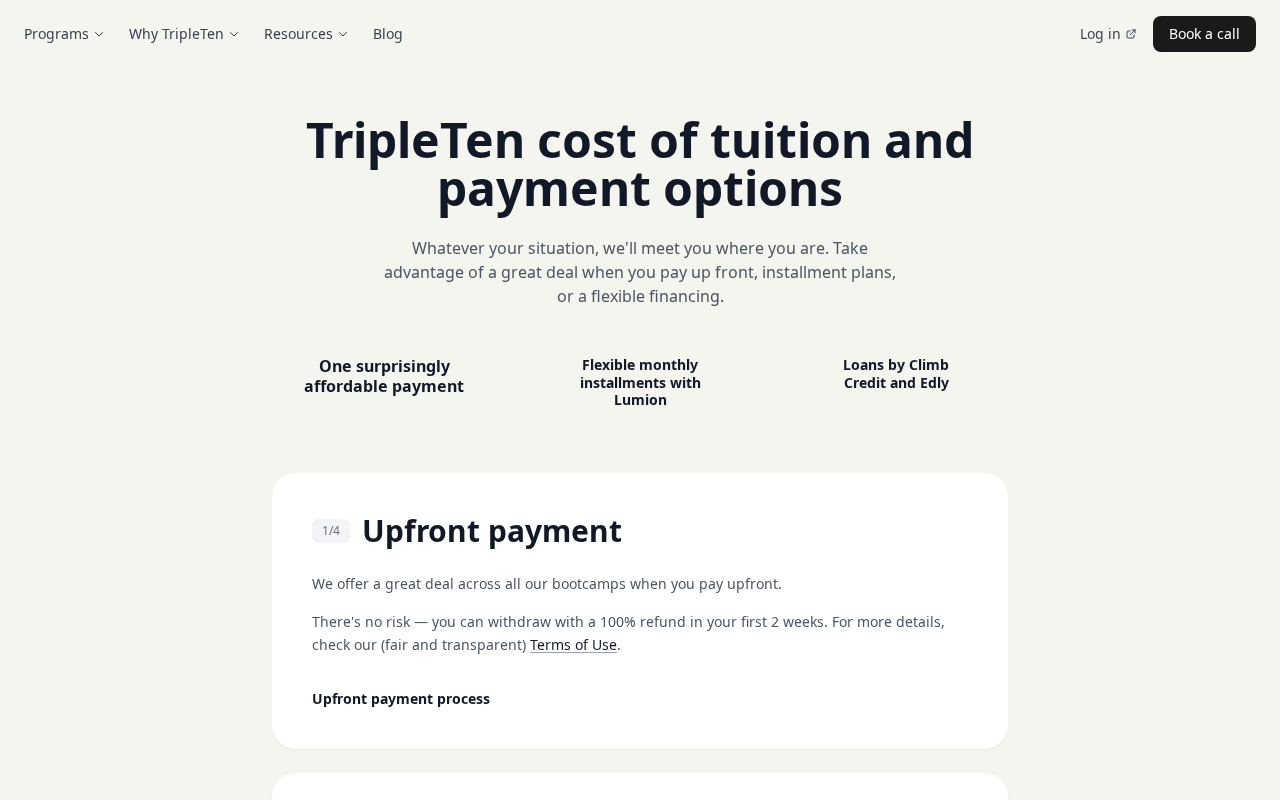 Programs Why TripleTen Resources Blog Log in Book a call
TripleTen cost of tuition and
payment options
Whatever your situation, we'll meet you where you are. Take
advantage of a great deal when you pay up front, installment plans,
or a flexible financing.
One surprisingly
affordable payment
Flexible monthly
installments with
Lumion
Loans by Climb
Credit and Edly
1/4 Upfront payment
We offer a great deal across all our bootcamps when you pay upfront.
There's no risk — you can withdraw with a 100% refund in your first 2 weeks. For more details,
check our (fair and transparent) Terms of Use.
Upfront payment process